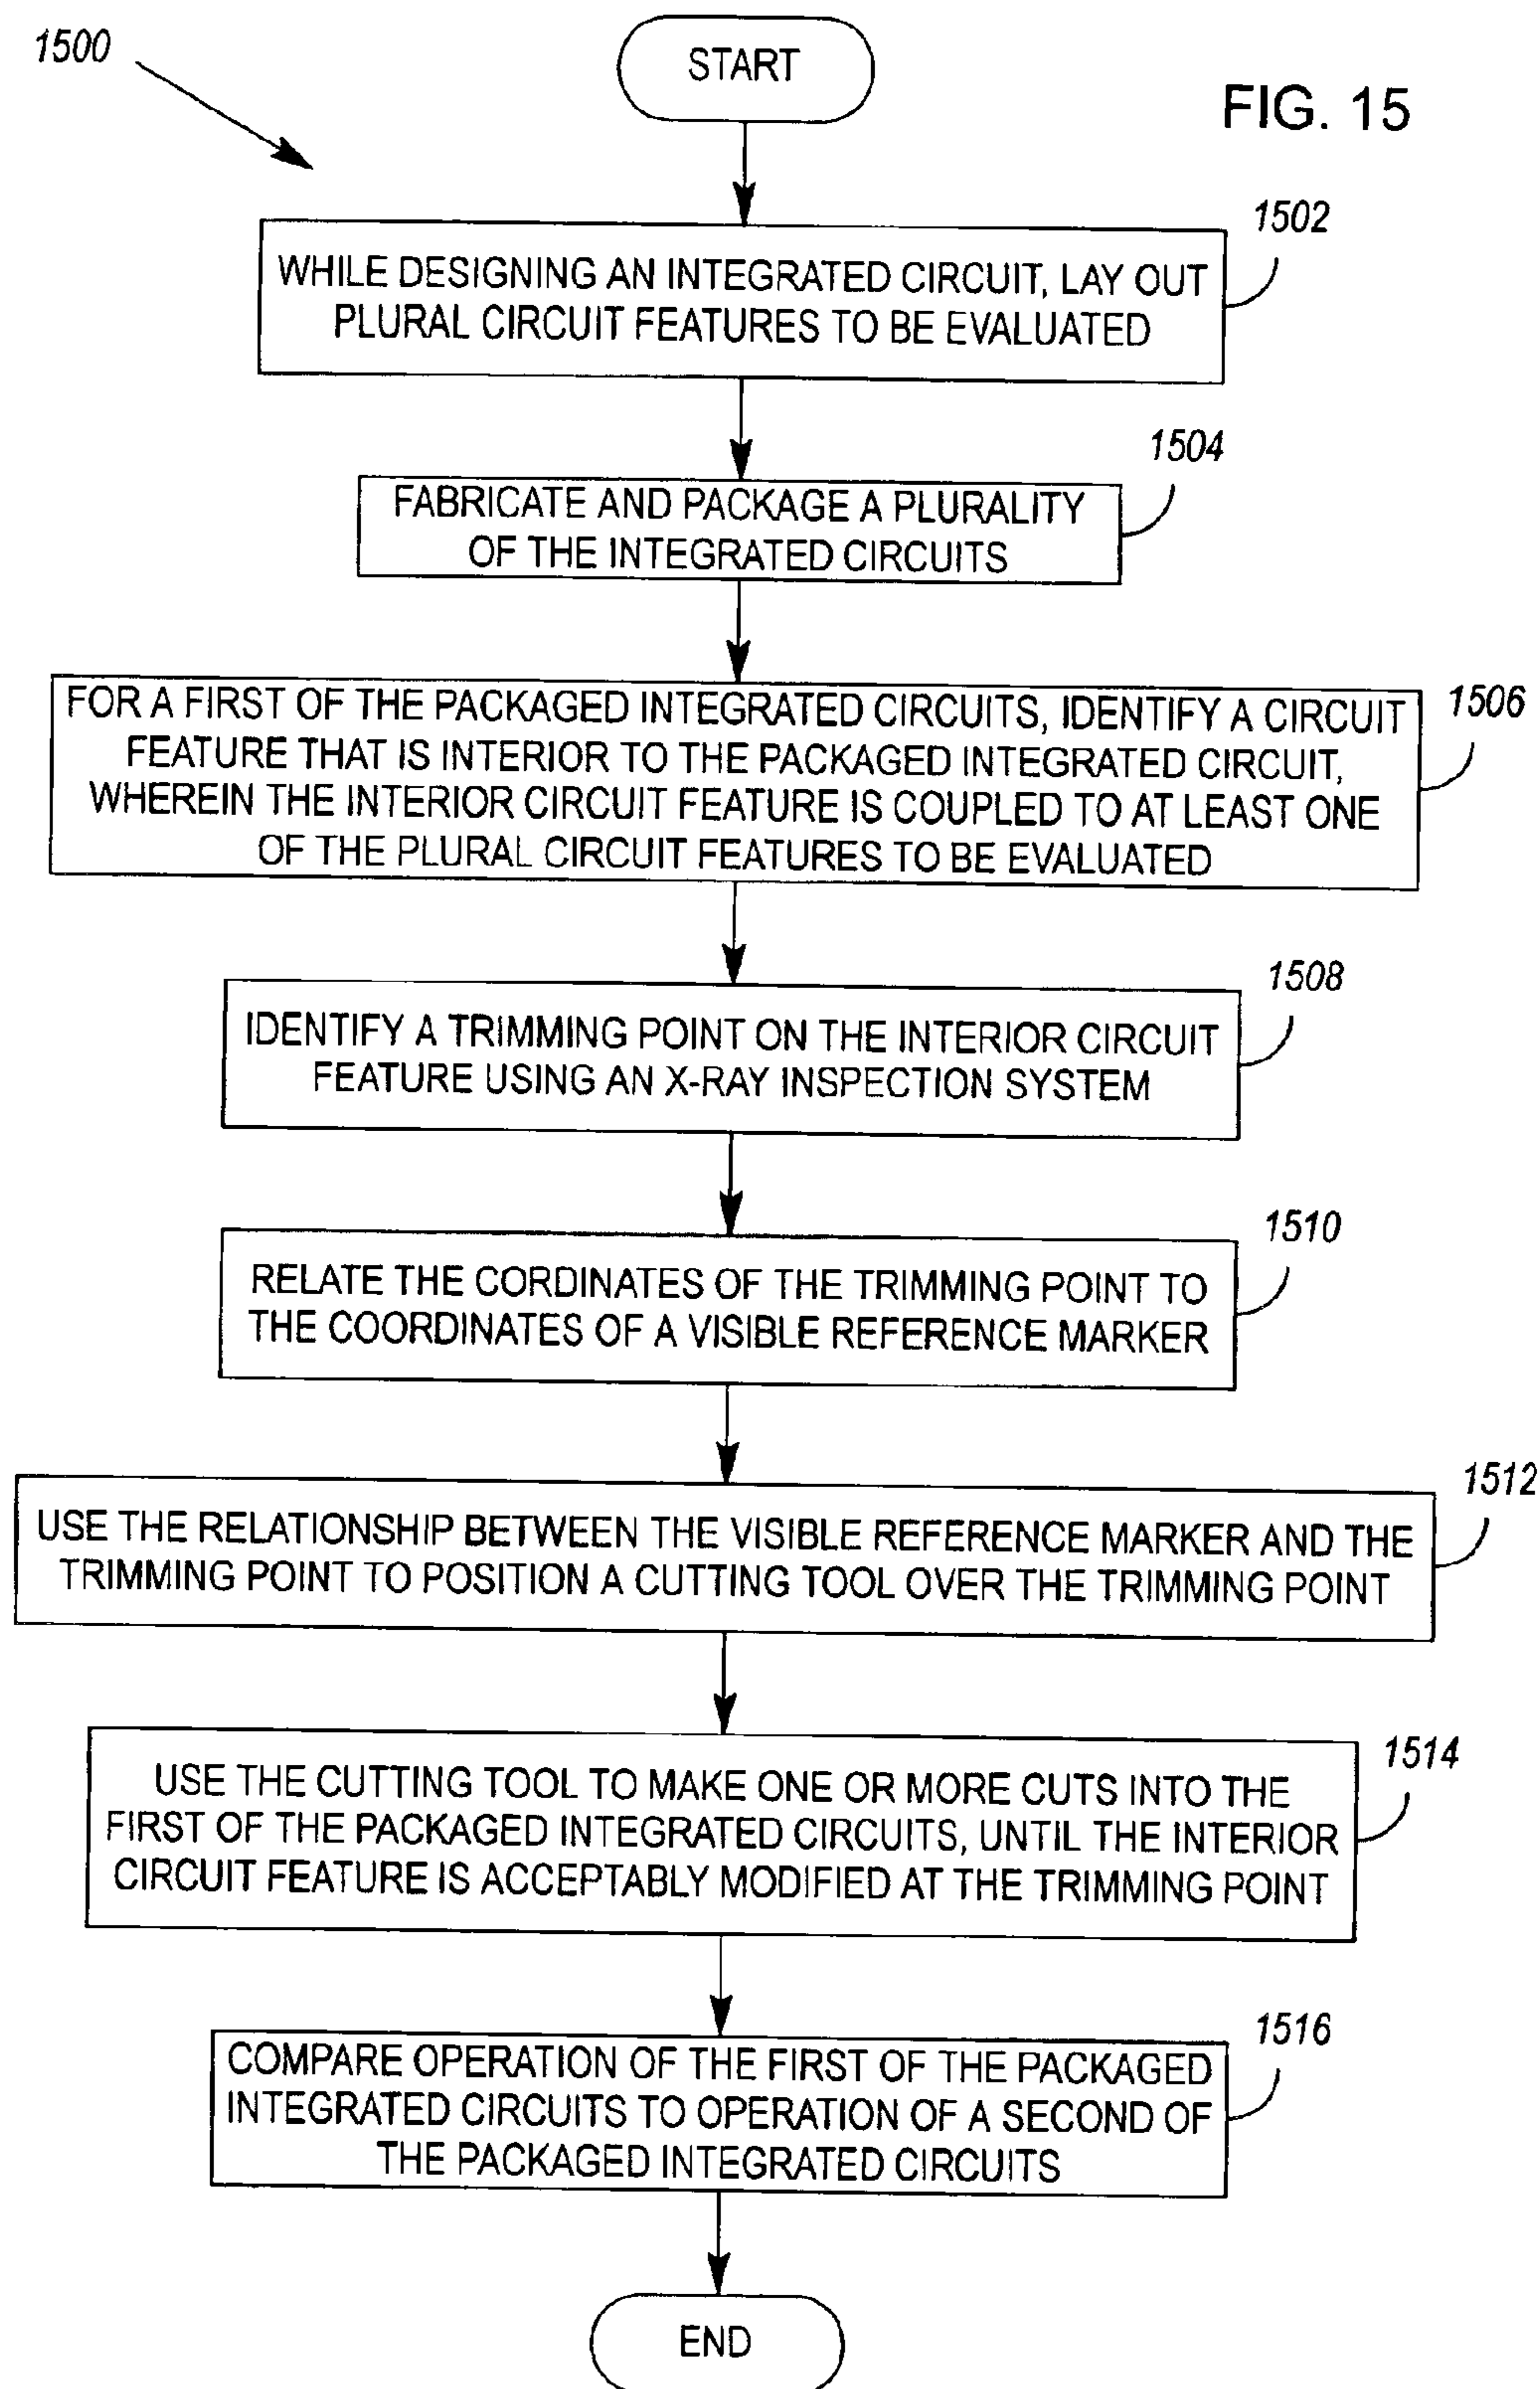 1500
START
FIG. 15
1502
WHILE DESIGNING AN INTEGRATED CIRCUIT, LAY OUT
PLURAL CIRCUIT FEATURES TO BE EVALUATED
1504
FABRICATE AND PACKAGE A PLURALITY
OF THE INTEGRATED CIRCUITS
1506
FOR A FIRST OF THE PACKAGED INTEGRATED CIRCUITS, IDENTIFY A CIRCUIT
FEATURE THAT IS INTERIOR TO THE PACKAGED INTEGRATED CIRCUIT,
WHEREIN THE INTERIOR CIRCUIT FEATURE IS COUPLED TO AT LEAST ONE
OF THE PLURAL CIRCUIT FEATURES TO BE EVALUATED
1508
IDENTIFY A TRIMMING POINT ON THE INTERIOR CIRCUIT
FEATURE USING AN X-RAY INSPECTION SYSTEM
1510
RELATE THE CORDINATES OF THE TRIMMING POINT TO
THE COORDINATES OF A VISIBLE REFERENCE MARKER
1512
USE THE RELATIONSHIP BETWEEN THE VISIBLE REFERENCE MARKER AND THE
TRIMMING POINT TO POSITION A CUTTING TOOL OVER THE TRIMMING POINT
1514
USE THE CUTTING TOOL TO MAKE ONE OR MORE CUTS INTO THE
FIRST OF THE PACKAGED INTEGRATED CIRCUITS, UNTIL THE INTERIOR
CIRCUIT FEATURE IS ACCEPTABLY MODIFIED AT THE TRIMMING POINT
1516
COMPARE OPERATION OF THE FIRST OF THE PACKAGED
INTEGRATED CIRCUITS TO OPERATION OF A SECOND OF
THE PACKAGED INTEGRATED CIRCUITS
END